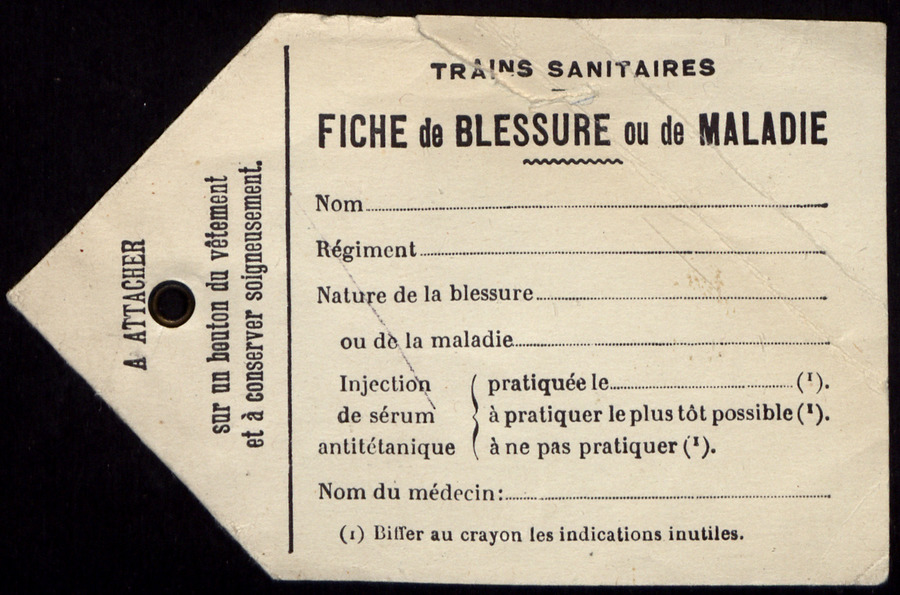 TRAINS SANITAIRES
FICHE de BLESSURE ou de MALADIE
Nom
Régiment
Nature de la blessure
ou de la maladie
Injection de sérum antitétanique
pratiquée le (1).
à pratiquer le plus tôt possible (1).
à ne pas pratiquer (1).
Nom du médecin:
(1) Biffer au crayon les indications inutiles.
A ATTACHER
sur un bouton du vêtement
et à conserver soigneusement.